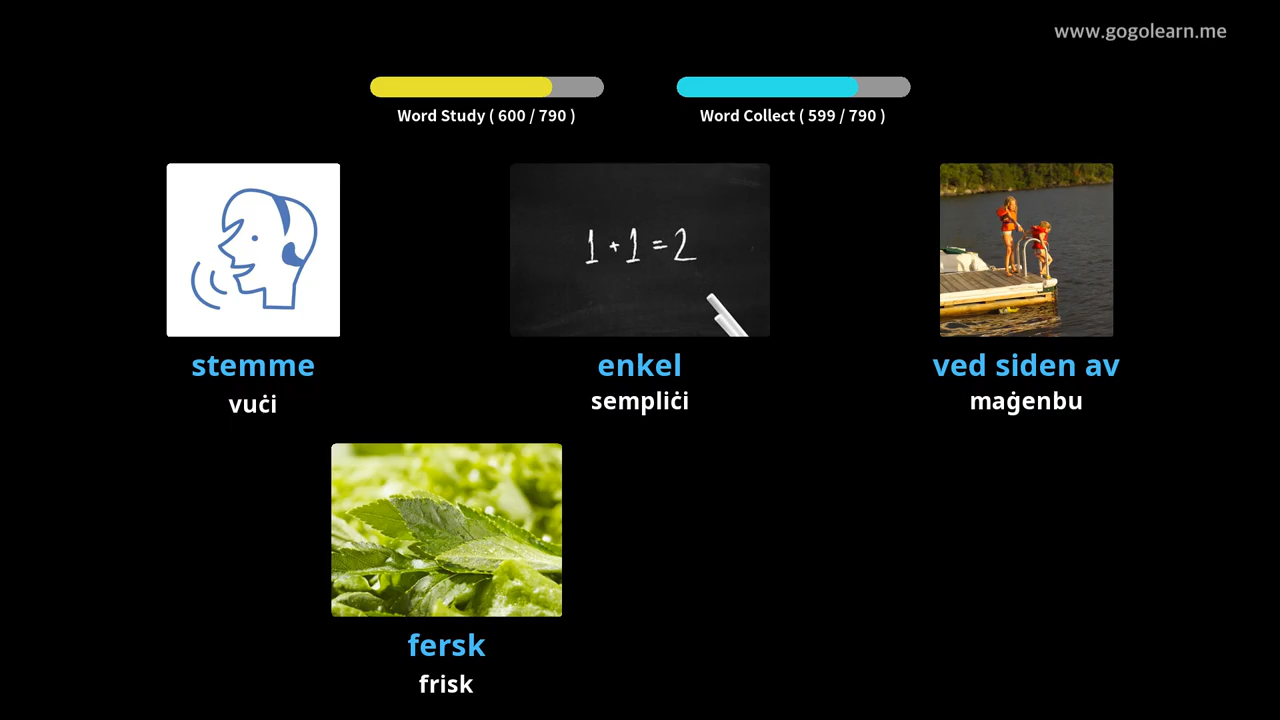 www.gogolearn.me
Word Study ( 600 / 790 )
Word Collect ( 599 / 790 )
1 + 1 = 2
stemme
vuċi
enkel
sempliċi
ved siden av
maġenbu
fersk
frisk